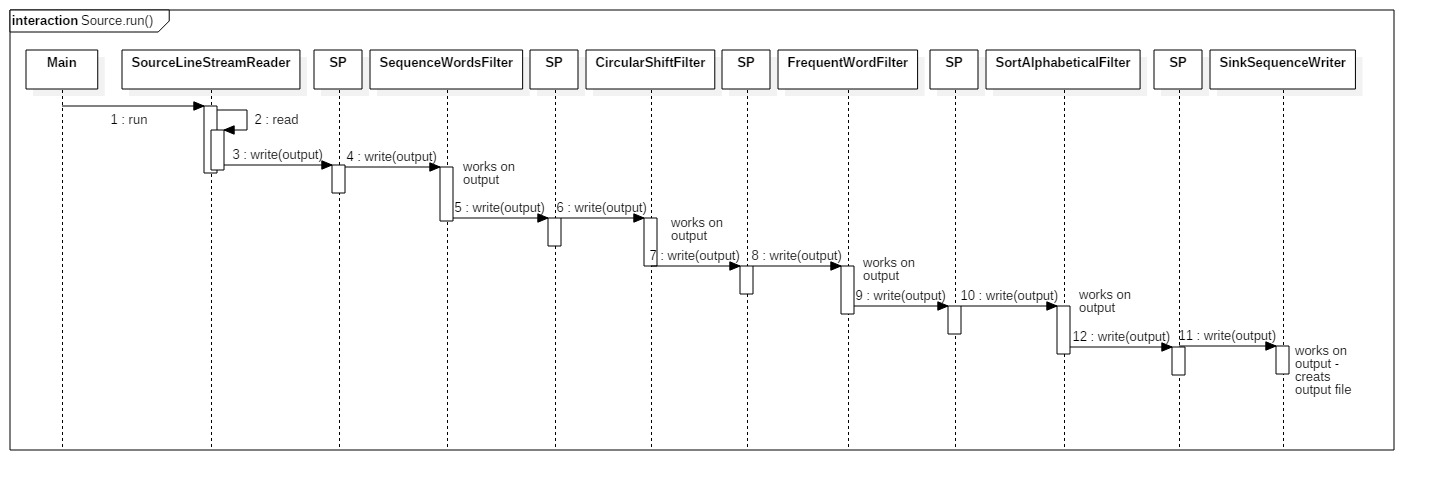 interaction Source.run()
Main
SourceLineStreamReader
SP
SequenceWordsFilter
SP
CircularShiftFilter
SP
FrequentWordFilter
SP
SortAlphabeticalFilter
SP
SinkSequenceWriter
1 : run
2 : read
3 : write(output)
4 : write(output)
works on
output
5 : write(output)
6 : write(output)
works on
output
7 : write(output)
8 : write(output)
works on
output
9 : write(output)
10 : write(output)
works on
output
12 : write(output)
11 : write(output)
works on
output -
creats
output file